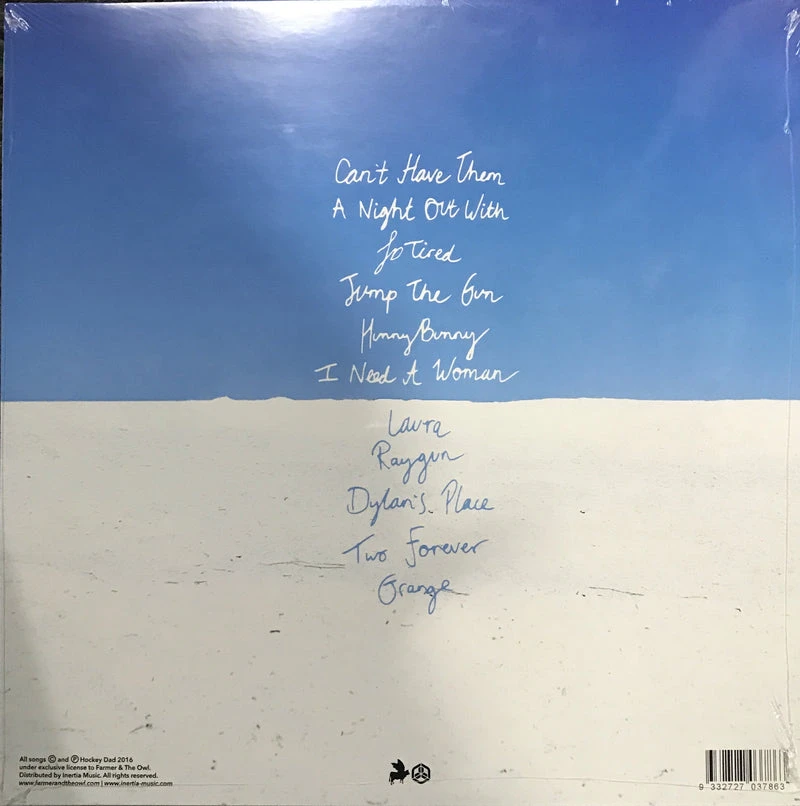 Can't Have Them
A Night Out With
So Tired
Jump The Gun
Hunny Bunny
I Need A Woman
Laura
Raygun
Dylan's Place
Two Forever
Grange
All songs © and ℗ Hockey Dad 2016
under exclusive license to Farmer & The Owl.
Distributed by Inertia Music. All rights reserved.
www.farmerandtheowl.com | www.inertia-music.com
9 332727 037863